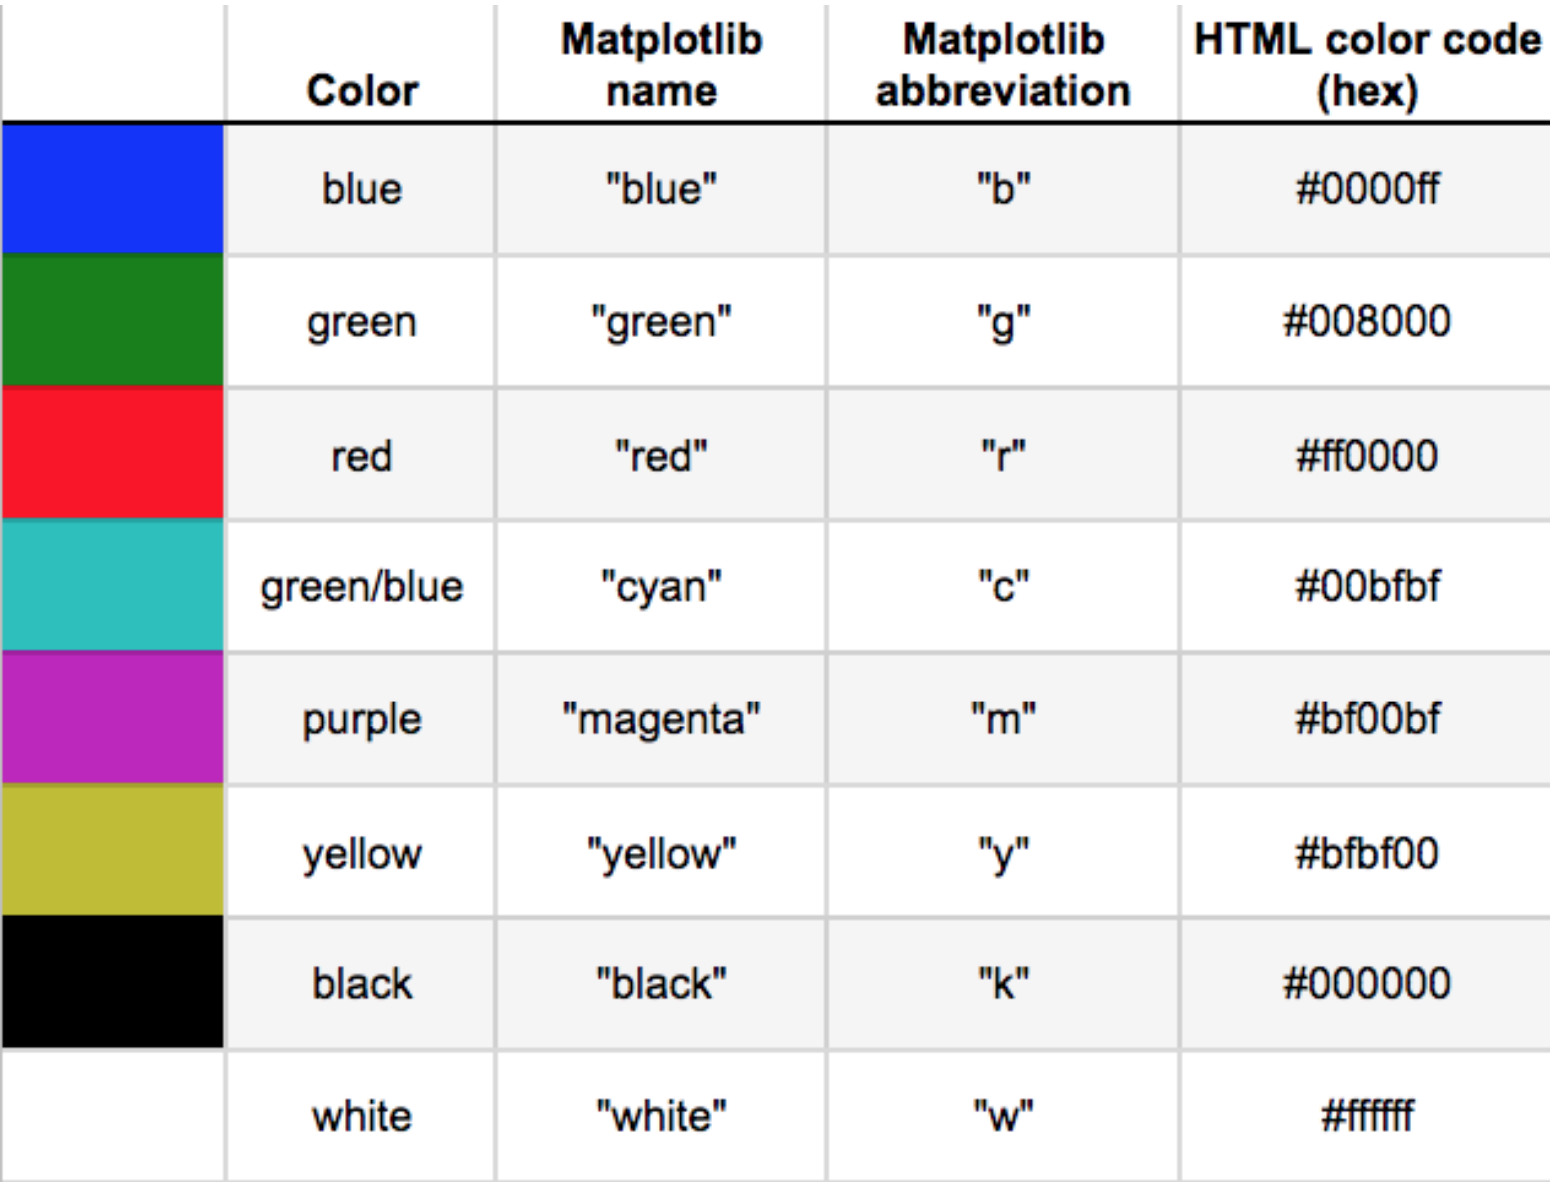 Color Matplotlib name Matplotlib abbreviation HTML color code (hex)
blue "blue" "b" #0000ff
green "green" "g" #008000
red "red" "r" #ff0000
green/blue "cyan" "c" #00bfbf
purple "magenta" "m" #bf00bf
yellow "yellow" "y" #bfbf00
black "black" "k" #000000
white "white" "w" #ffffff